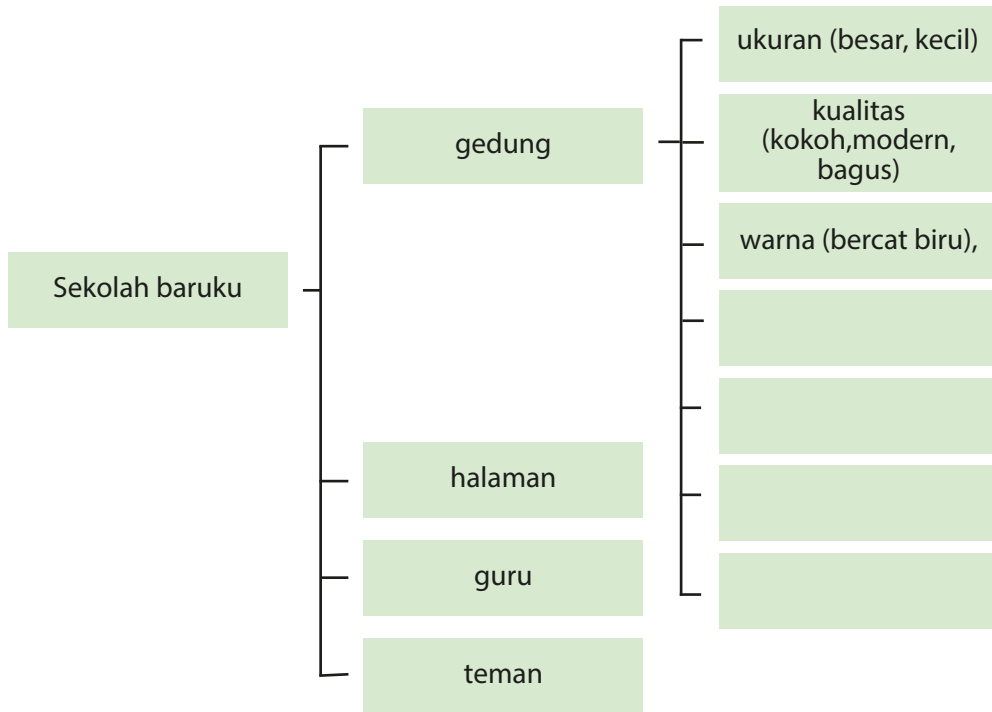 Sekolah baruku
gedung
halaman
guru
teman
ukuran (besar, kecil)
kualitas
(kokoh,modern,
bagus)
warna (bercat biru),